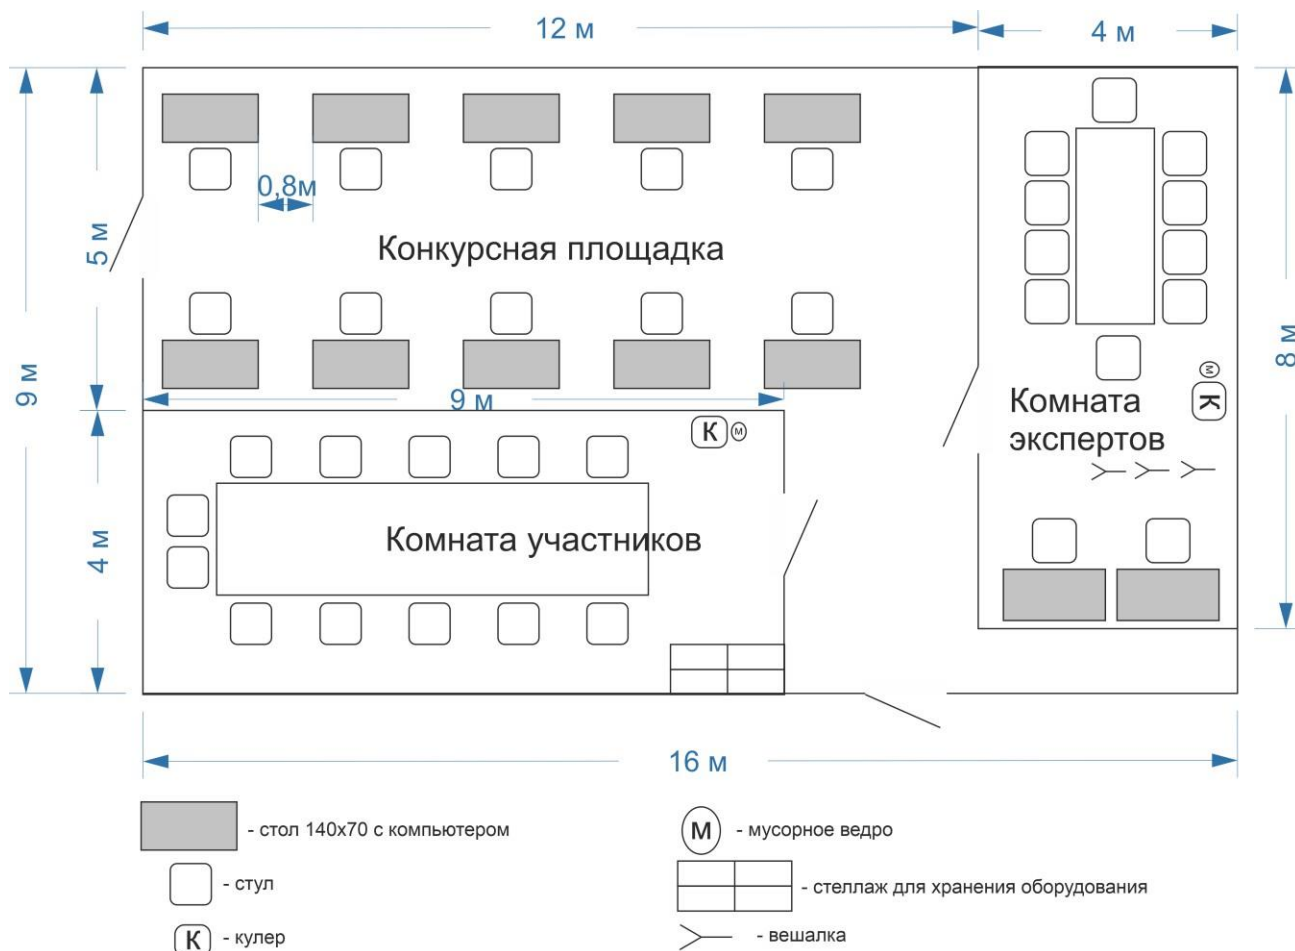 12 м
4 м
0,8м
5 м
Конкурсная площадка
9 м
8 м
9 м
м
К
Комната
экспертов
К
м
4 м
Комната участников
16 м
- стол 140х70 с компьютером
М
- мусорное ведро
- стул
- стеллаж для хранения оборудования
К
- кулер
- вешалка